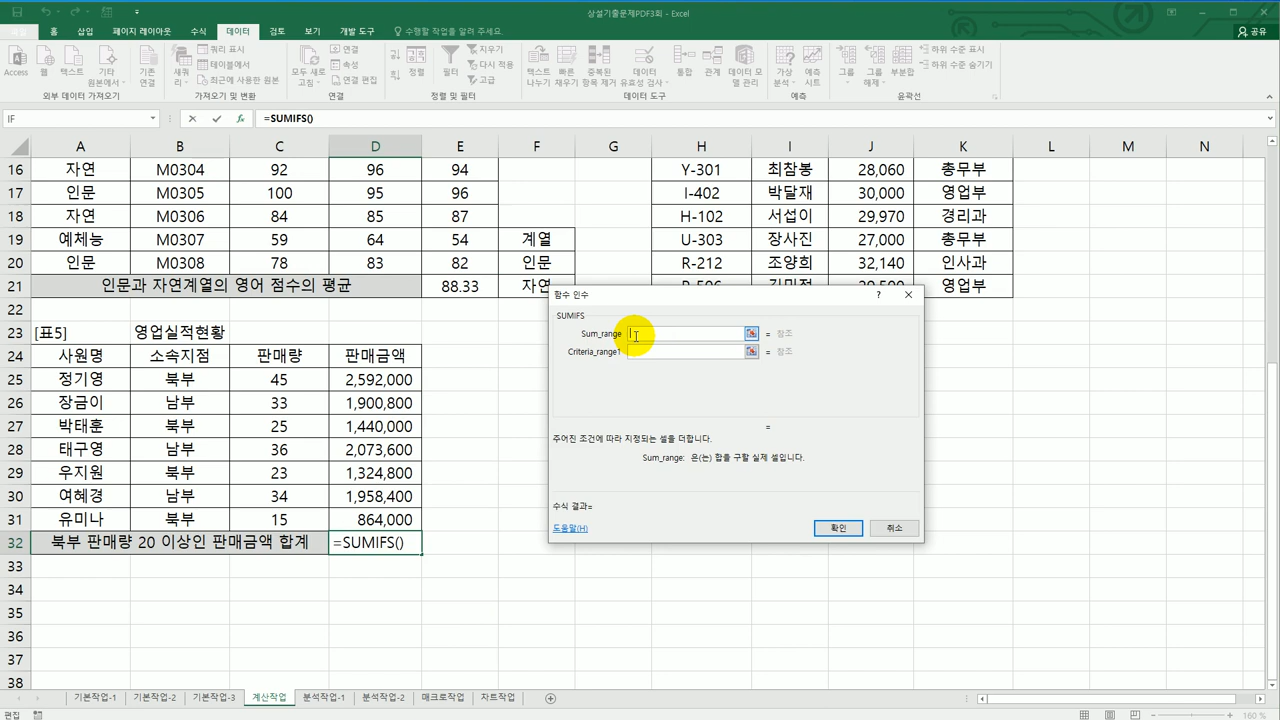 상설기출문제PDF3회 - Excel
홈 삽입 페이지 레이아웃 수식 데이터 검토 보기 개발 도구 수행할 작업을 알려 주세요. 공유
Access 웹 텍스트 기타 원본에서 기존 연결 새 쿼리 쿼리 표시 테이블에서 최근에 사용한 원본 모두 새로 고침 연결 속성 연결 편집 정렬 필터 지우기 다시 적용 고급 텍스트 나누기 빠른 채우기 중복된 항목 제거 데이터 유효성 검사 통합 관계 데이터 모델 관리 가상 분석 예측 시트 그룹 그룹 해제 부분합 하위 수준 표시 하위 수준 숨기기
외부 데이터 가져오기 가져오기 및 변환 연결 정렬 및 필터 데이터 도구 예측 윤곽선
IF fx =SUMIFS()
A B C D E F G H I J K L M N
16 자연 M0304 92 96 94 Y-301 최참봉 28,060 총무부
17 인문 M0305 100 95 96 I-402 박달재 30,000 영업부
18 자연 M0306 84 85 87 H-102 서섭이 29,970 경리과
19 예체능 M0307 59 64 54 계열 U-303 장사진 27,000 총무부
20 인문 M0308 78 83 82 인문 R-212 조양희 32,140 인사과
21 인문과 자연계열의 영어 점수의 평균 88.33 영업부
22
23 [표5] 영업실적현황
24 사원명 소속지점 판매량 판매금액
25 정기영 북부 45 2,592,000
26 장금이 남부 33 1,900,800
27 박태훈 북부 25 1,440,000
28 태구영 남부 36 2,073,600
29 우지원 북부 23 1,324,800
30 여혜경 남부 34 1,958,400
31 유미나 북부 15 864,000
32 북부 판매량 20 이상인 판매금액 합계 =SUMIFS()
33
34
35
36
37
38
함수 인수 ? ×
SUMIFS
Sum_range = 참조
Criteria_range1 = 참조
=
주어진 조건에 따라 지정되는 셀을 더합니다.
Sum_range: 은(는) 합을 구할 실제 셀입니다.
수식 결과=
도움말(H) 확인 취소
기본작업-1 기본작업-2 기본작업-3 계산작업 분석작업-1 분석작업-2 매크로작업 차트작업
편집 160 %